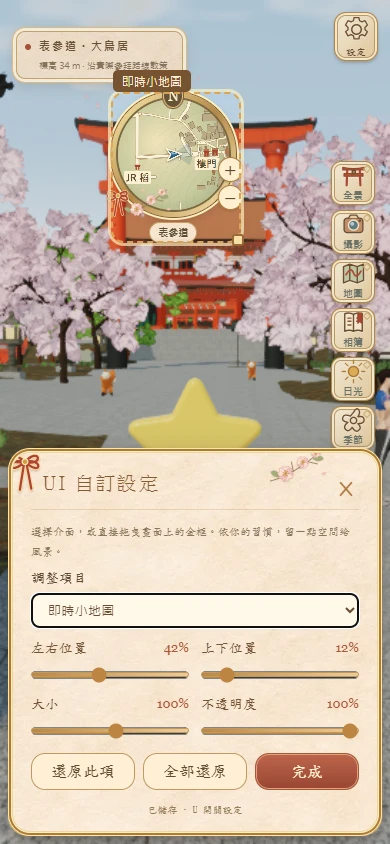 表參道・大鳥居
標高 34 m · 沿實際參拜路線散策
設定
即時小地圖
N
樓門
JR 稻
+
−
表參道
全景
攝影
地圖
相簿
日光
季節
UI 自訂設定
×
選擇介面，或直接拖曳畫面上的金框。依你的習慣，留一點空間給
風景。
調整項目
即時小地圖
左右位置 42% 上下位置 12%
大小 100% 不透明度 100%
還原此項 全部還原 完成
已儲存 · U 開關設定